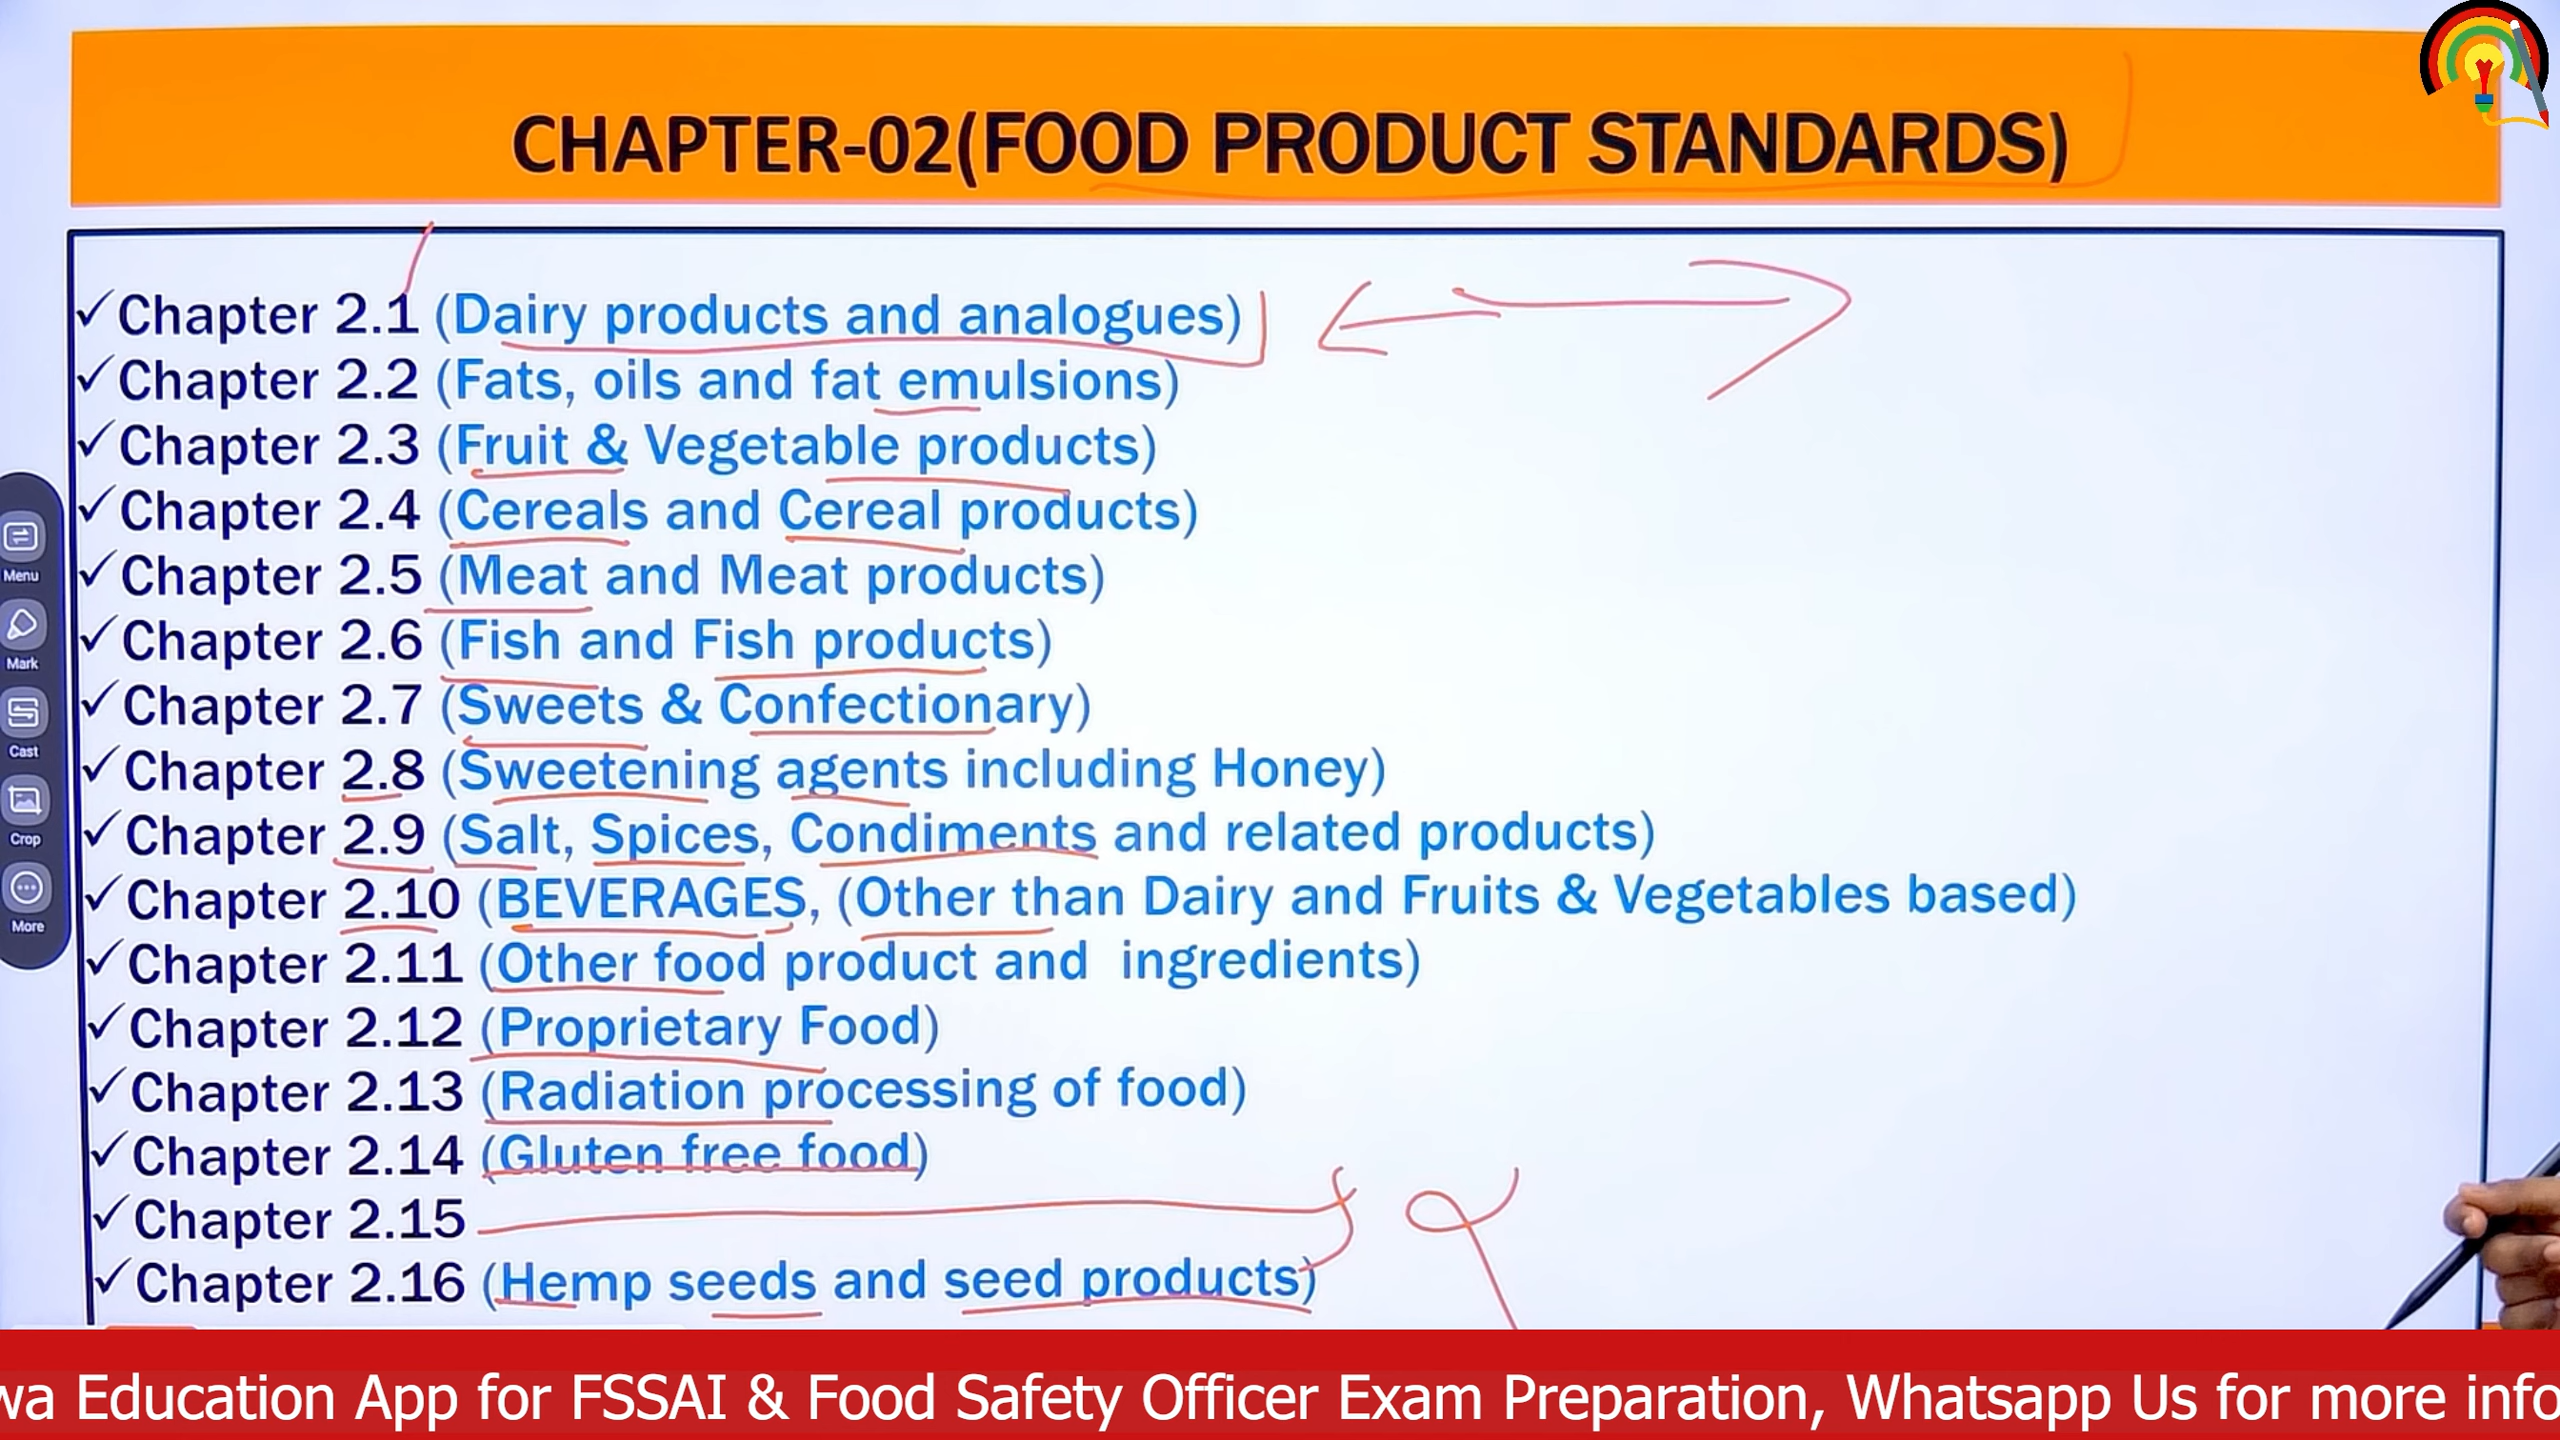 CHAPTER-02(FOOD PRODUCT STANDARDS)
✓Chapter 2.1 (Dairy products and analogues)
✓Chapter 2.2 (Fats, oils and fat emulsions)
✓Chapter 2.3 (Fruit & Vegetable products)
✓Chapter 2.4 (Cereals and Cereal products)
✓Chapter 2.5 (Meat and Meat products)
✓Chapter 2.6 (Fish and Fish products)
✓Chapter 2.7 (Sweets & Confectionary)
✓Chapter 2.8 (Sweetening agents including Honey)
✓Chapter 2.9 (Salt, Spices, Condiments and related products)
✓Chapter 2.10 (BEVERAGES, (Other than Dairy and Fruits & Vegetables based)
✓Chapter 2.11 (Other food product and ingredients)
✓Chapter 2.12 (Proprietary Food)
✓Chapter 2.13 (Radiation processing of food)
✓Chapter 2.14 (Gluten free food)
✓Chapter 2.15
✓Chapter 2.16 (Hemp seeds and seed products)
Menu
Mark
Cast
Crop
More
wa Education App for FSSAI & Food Safety Officer Exam Preparation, Whatsapp Us for more info